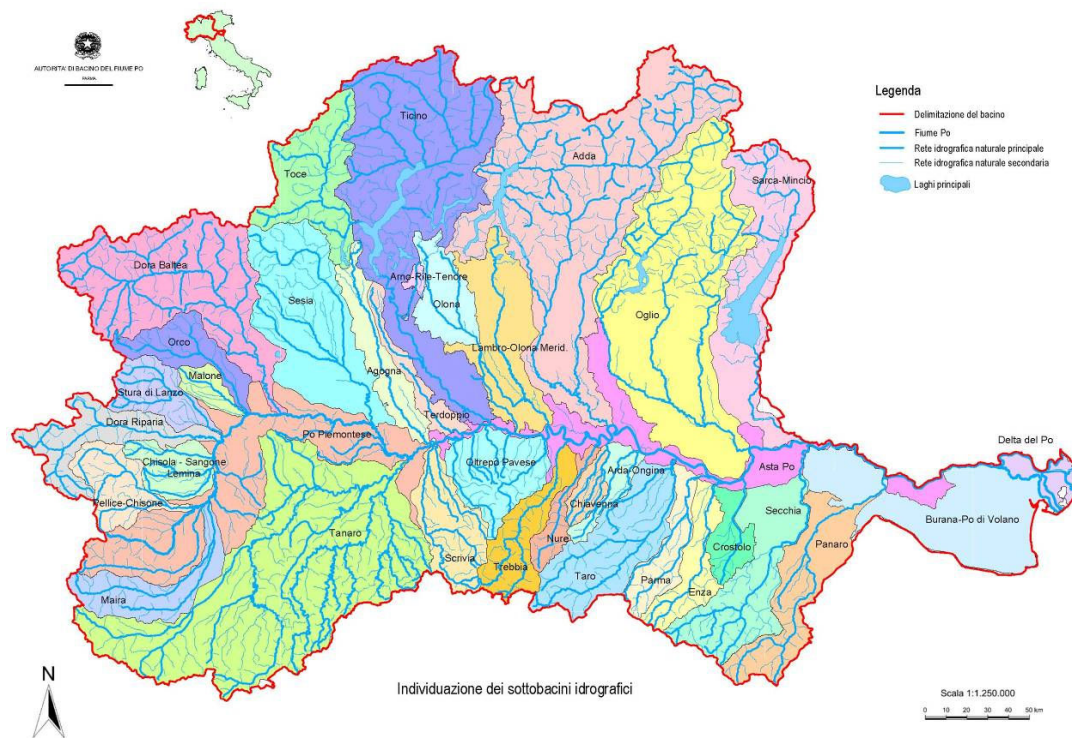 AUTORITA' DI BACINO DEL FIUME PO
PARMA
Legenda
Delimitazione del bacino
Fiume Po
Rete idrografica naturale principale
Rete idrografica naturale secondaria
Laghi principali
Ticino
Adda
Toce
Sarca-Mincio
Dora Baltea
Arno-Rile-Tenore
Sesia
Olona
Oglio
Orco
Lambro-Olona Merid.
Malone
Agogna
Stura di Lanzo
Terdoppio
Dora Riparia
Po Piemontese
Delta del Po
Chisola - Sangone
Lemina
Oltrepo Pavese
Arda-Ongina
Asta Po
Pellice-Chisone
Chiavenna
Secchia
Burana-Po di Volano
Tanaro
Nure
Crostolo
Panaro
Scrivia
Trebbia
Taro
Parma
Enza
Maira
N
Individuazione dei sottobacini idrografici
Scala 1:1.250.000
0 10 20 30 40 50 km